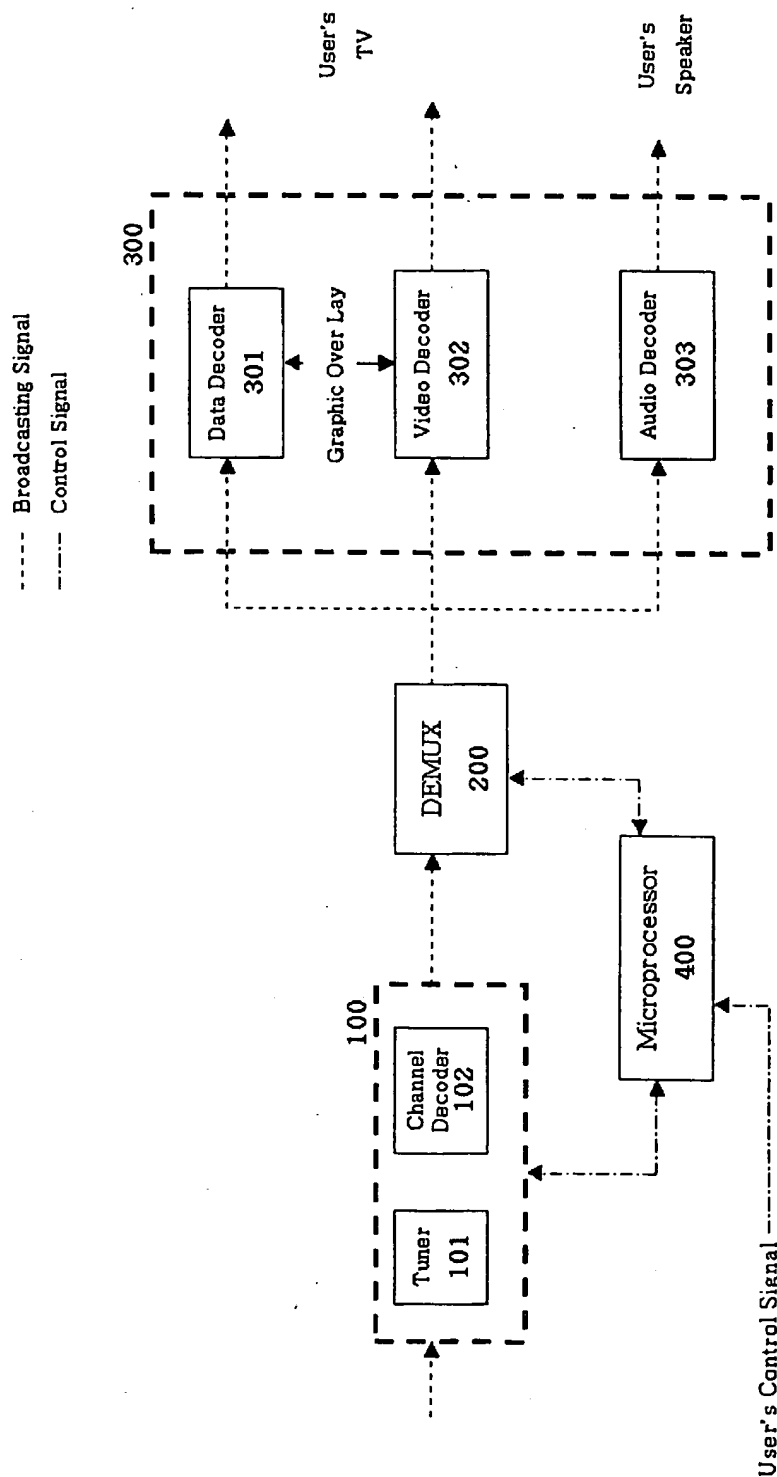 ----- Broadcasting Signal
—·—·— Control Signal
300
User's
TV
Data Decoder
301
Graphic Over Lay
Video Decoder
302
User's
Speaker
Audio Decoder
303
100
Tuner
101
Channel
Decoder
102
DEMUX
200
Microprocessor
400
User's Control Signal